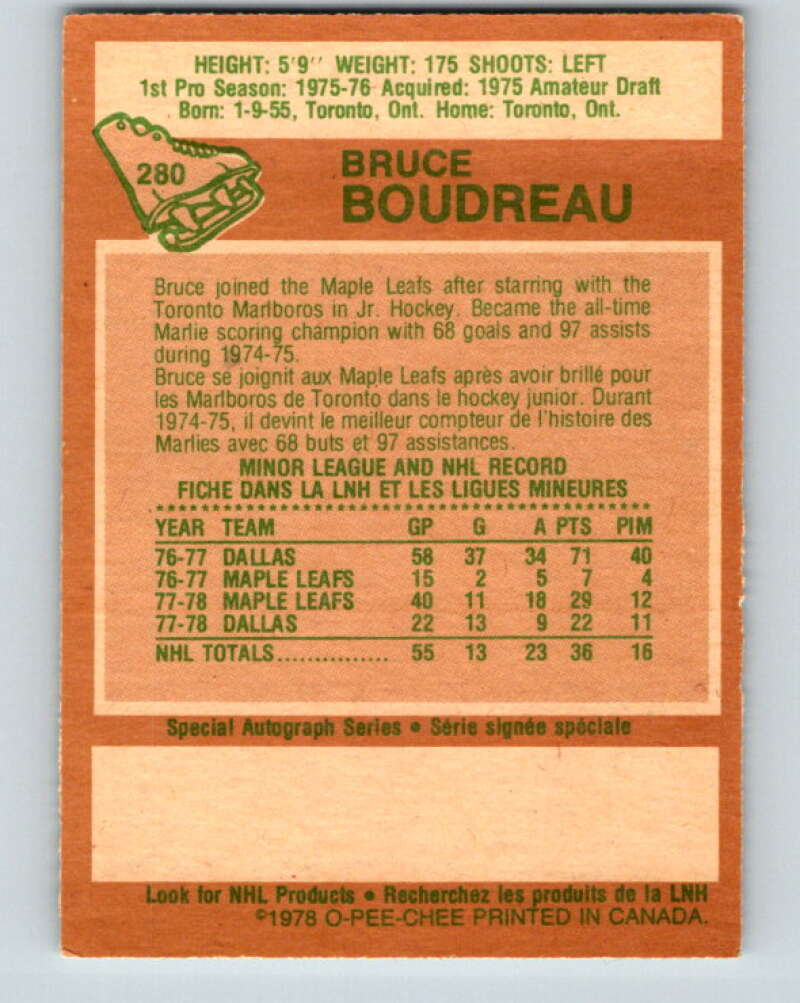 HEIGHT: 5'9'' WEIGHT: 175 SHOOTS: LEFT
1st Pro Season: 1975-76 Acquired: 1975 Amateur Draft
Born: 1-9-55, Toronto, Ont. Home: Toronto, Ont.
280
BRUCE
BOUDREAU
Bruce joined the Maple Leafs after starring with the
Toronto Marlboros in Jr. Hockey. Became the all-time
Marlie scoring champion with 68 goals and 97 assists
during 1974-75.
Bruce se joignit aux Maple Leafs après avoir brillé pour
les Marlboros de Toronto dans le hockey junior. Durant
1974-75, il devint le meilleur compteur de l'histoire des
Marlies avec 68 buts et 97 assistances.
MINOR LEAGUE AND NHL RECORD
FICHE DANS LA LNH ET LES LIGUES MINEURES
YEAR TEAM GP G A PTS PIM
76-77 DALLAS 58 37 34 71 40
76-77 MAPLE LEAFS 15 2 5 7 4
77-78 MAPLE LEAFS 40 11 18 29 12
77-78 DALLAS 22 13 9 22 11
NHL TOTALS............... 55 13 23 36 16
Special Autograph Series • Série signée spéciale
Look for NHL Products • Recherchez les produits de la LNH
©1978 O-PEE-CHEE PRINTED IN CANADA.